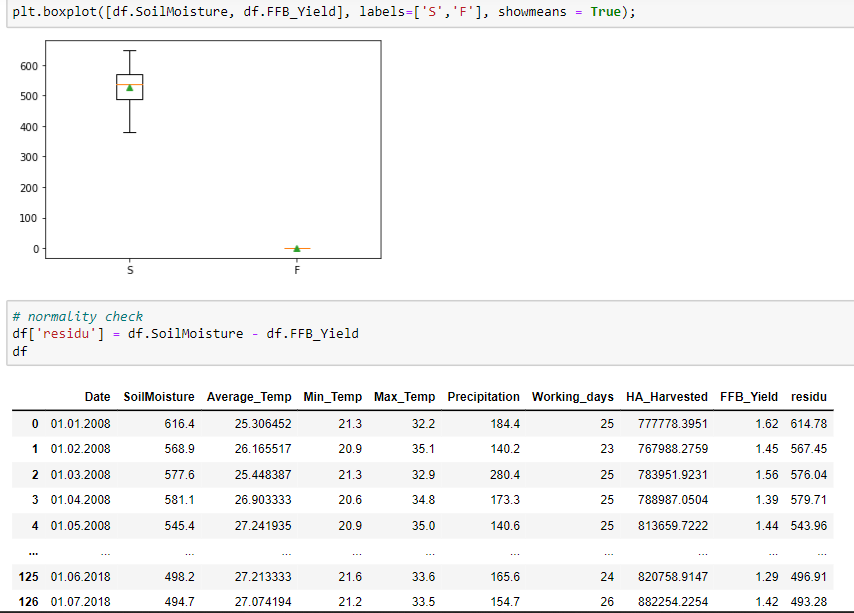 plt.boxplot([df.SoilMoisture, df.FFB_Yield], labels=['S','F'], showmeans = True);
600
500
400
300
200
100
0
S F
# normality check
df['residu'] = df.SoilMoisture - df.FFB_Yield
df
Date SoilMoisture Average_Temp Min_Temp Max_Temp Precipitation Working_days HA_Harvested FFB_Yield residu
0 01.01.2008 616.4 25.306452 21.3 32.2 184.4 25 777778.3951 1.62 614.78
1 01.02.2008 568.9 26.165517 20.9 35.1 140.2 23 767988.2759 1.45 567.45
2 01.03.2008 577.6 25.448387 21.3 32.9 280.4 25 783951.9231 1.56 576.04
3 01.04.2008 581.1 26.903333 20.6 34.8 173.3 25 788987.0504 1.39 579.71
4 01.05.2008 545.4 27.241935 20.9 35.0 140.6 25 813659.7222 1.44 543.96
... ... ... ... ... ... ... ... ... ... ...
125 01.06.2018 498.2 27.213333 21.6 33.6 165.6 24 820758.9147 1.29 496.91
126 01.07.2018 494.7 27.074194 21.2 33.5 154.7 26 882254.2254 1.42 493.28